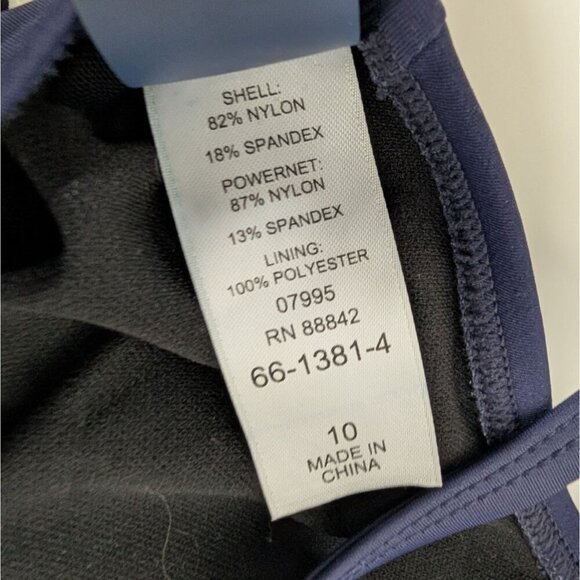 SHELL:
82% NYLON
18% SPANDEX
POWERNET:
87% NYLON
13% SPANDEX
LINING:
100% POLYESTER
07995
RN 88842
66-1381-4
10
MADE IN
CHINA